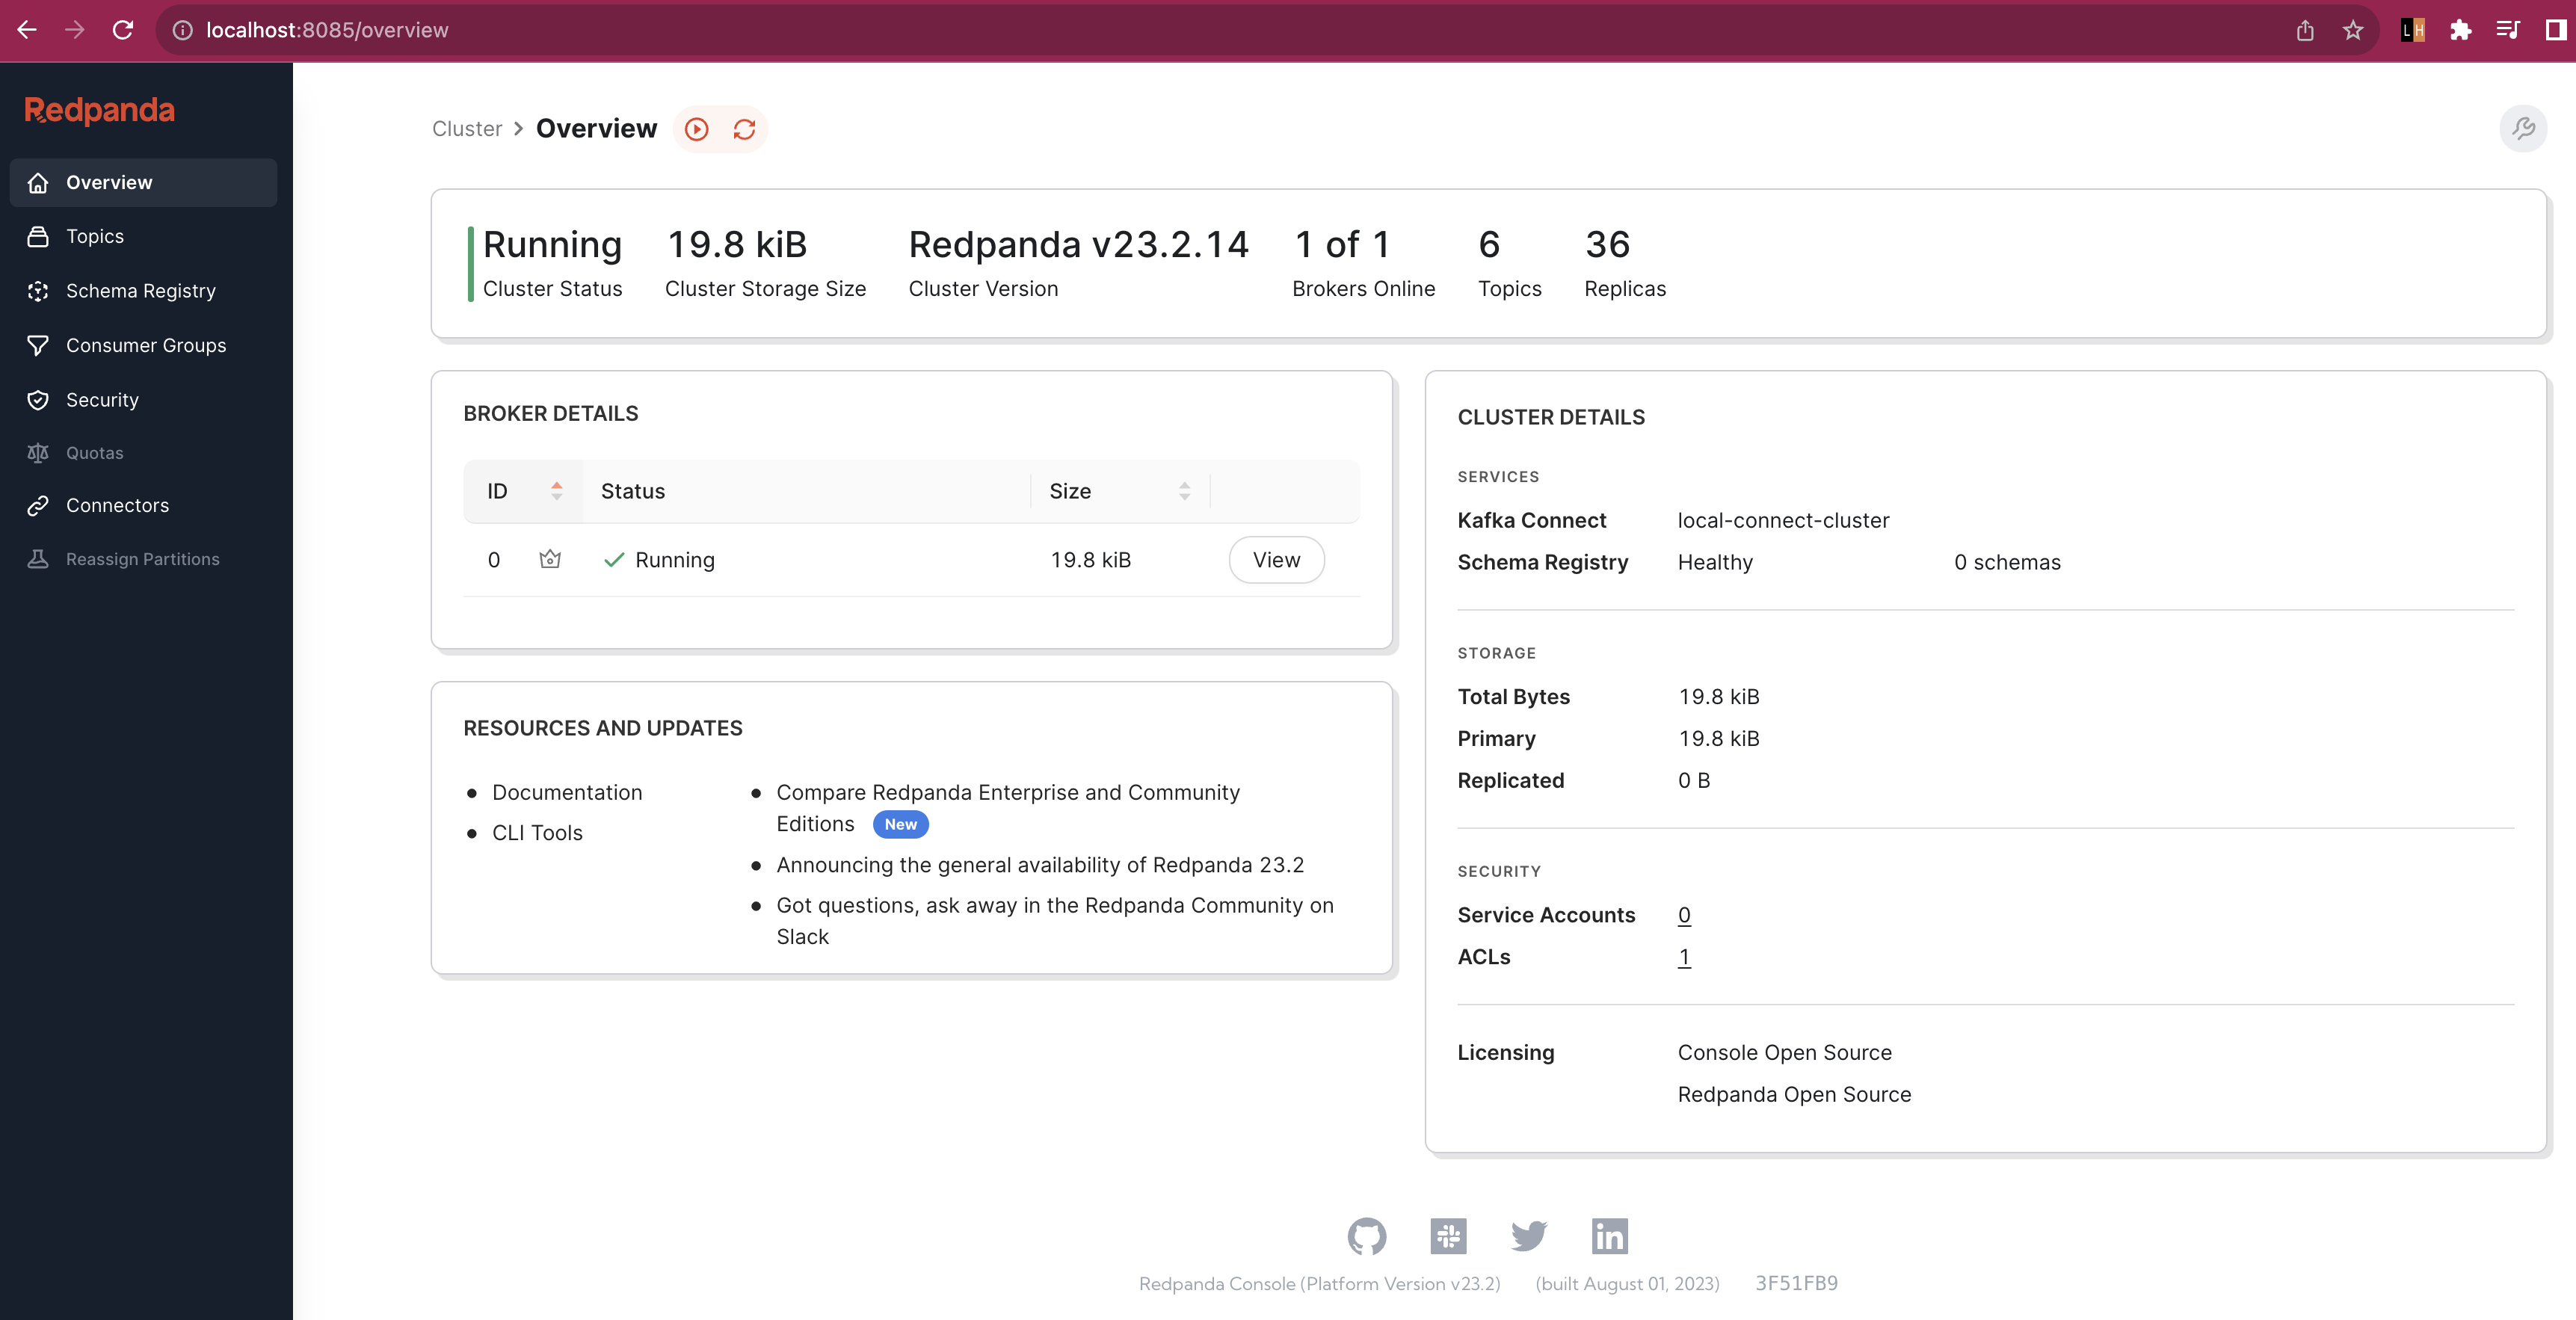 localhost:8085/overview
LH
Redpanda
Overview
Topics
Schema Registry
Consumer Groups
Security
Quotas
Connectors
Reassign Partitions
Cluster > Overview
Running 19.8 kiB Redpanda v23.2.14 1 of 1 6 36
Cluster Status Cluster Storage Size Cluster Version Brokers Online Topics Replicas
BROKER DETAILS
ID Status Size
0 Running 19.8 kiB View
RESOURCES AND UPDATES
Documentation
CLI Tools
Compare Redpanda Enterprise and Community
Editions New
Announcing the general availability of Redpanda 23.2
Got questions, ask away in the Redpanda Community on
Slack
CLUSTER DETAILS
SERVICES
Kafka Connect local-connect-cluster
Schema Registry Healthy 0 schemas
STORAGE
Total Bytes 19.8 kiB
Primary 19.8 kiB
Replicated 0 B
SECURITY
Service Accounts 0
ACLs 1
Licensing Console Open Source
Redpanda Open Source
Redpanda Console (Platform Version v23.2) (built August 01, 2023) 3F51FB9